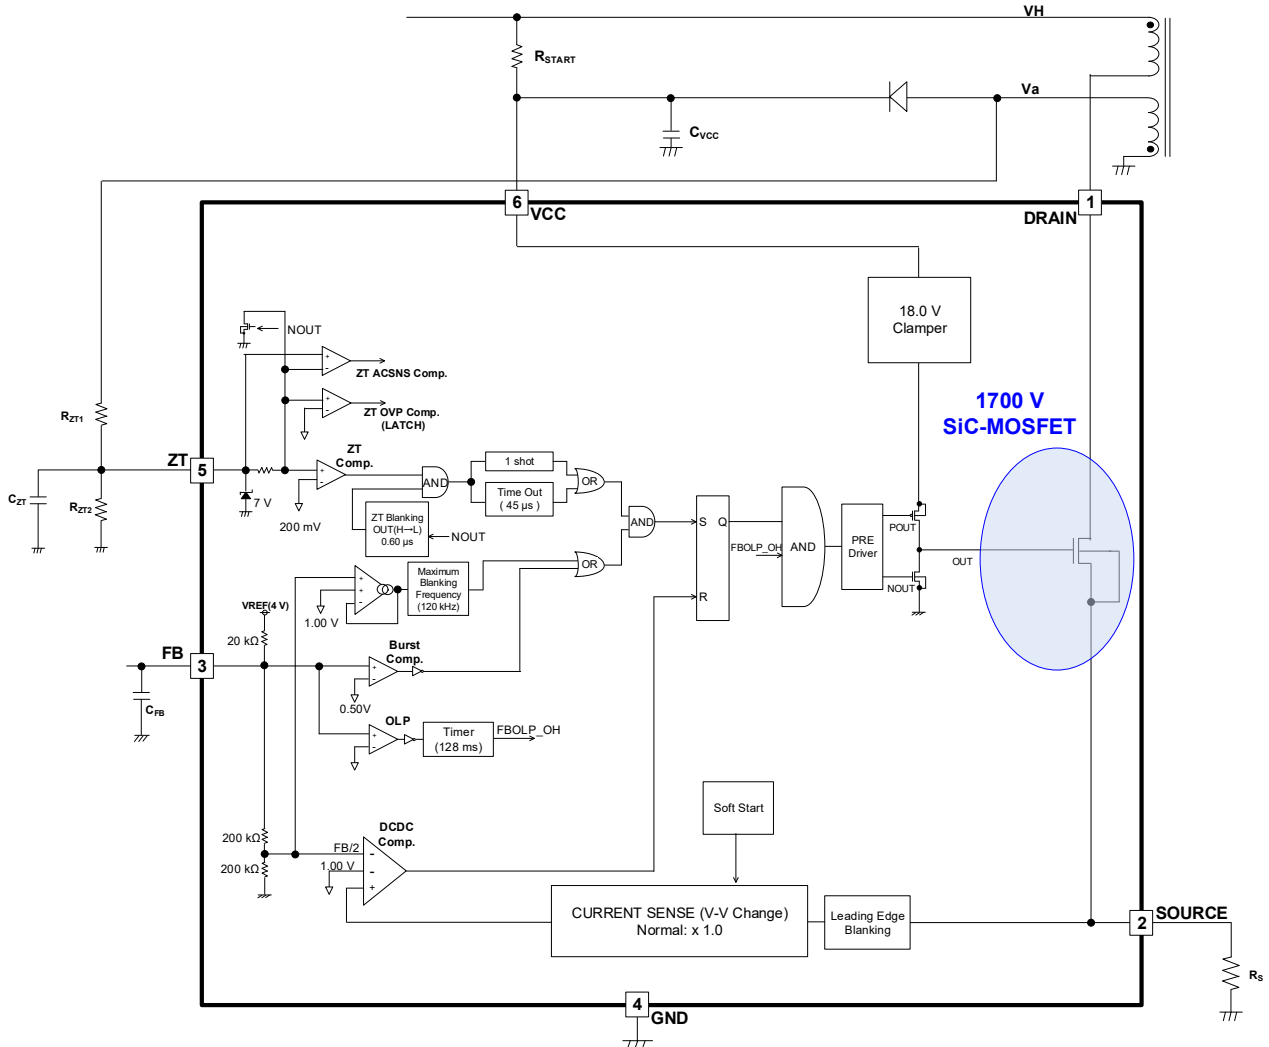 VH
RSTART
Va
CVCC
6
VCC
1
DRAIN
18.0 V
Clamper
NOUT
ZT ACSNS Comp.
ZT OVP Comp.
(LATCH)
1700 V
SiC-MOSFET
RZT1
ZT
5
ZT
Comp.
CZT
RZT2
7 V
200 mV
AND
1 shot
Time Out
( 45 µs )
OR
ZT Blanking
OUT(H→L)
0.60 µs
NOUT
AND
S
Q
R
FBOLP_OH
AND
PRE
Driver
POUT
NOUT
OUT
OR
Maximum
Blanking
Frequency
(120 kHz)
1.00 V
VREF(4 V)
20 kΩ
FB
3
CFB
Burst
Comp.
0.50V
OLP
Timer
(128 ms)
FBOLP_OH
Soft Start
200 kΩ
200 kΩ
FB/2
1.00 V
DCDC
Comp.
CURRENT SENSE (V-V Change)
Normal: x 1.0
Leading Edge
Blanking
2
SOURCE
RS
4
GND